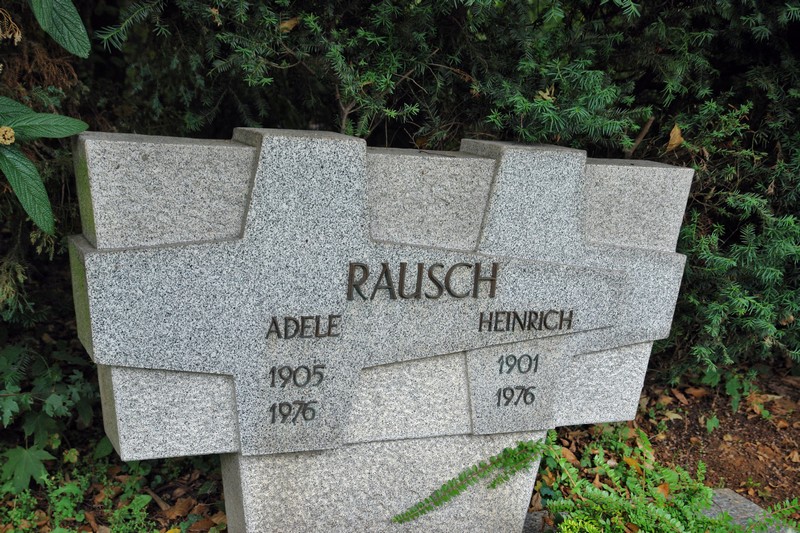 RAUSCH
ADELE
1905
1976
HEINRICH
1901
1976